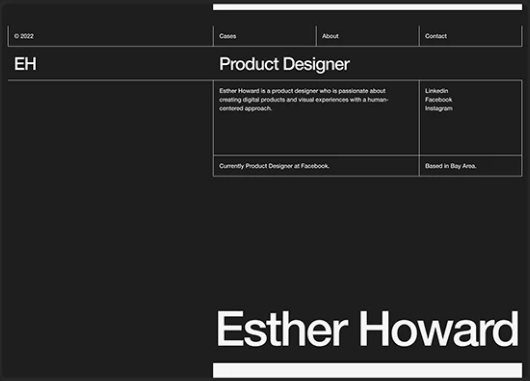 © 2022
Cases
About
Contact
EH
Product Designer
Esther Howard is a product designer who is passionate about
creating digital products and visual experiences with a human-
centered approach.
Linkedin
Facebook
Instagram
Currently Product Designer at Facebook.
Based in Bay Area.
Esther Howard